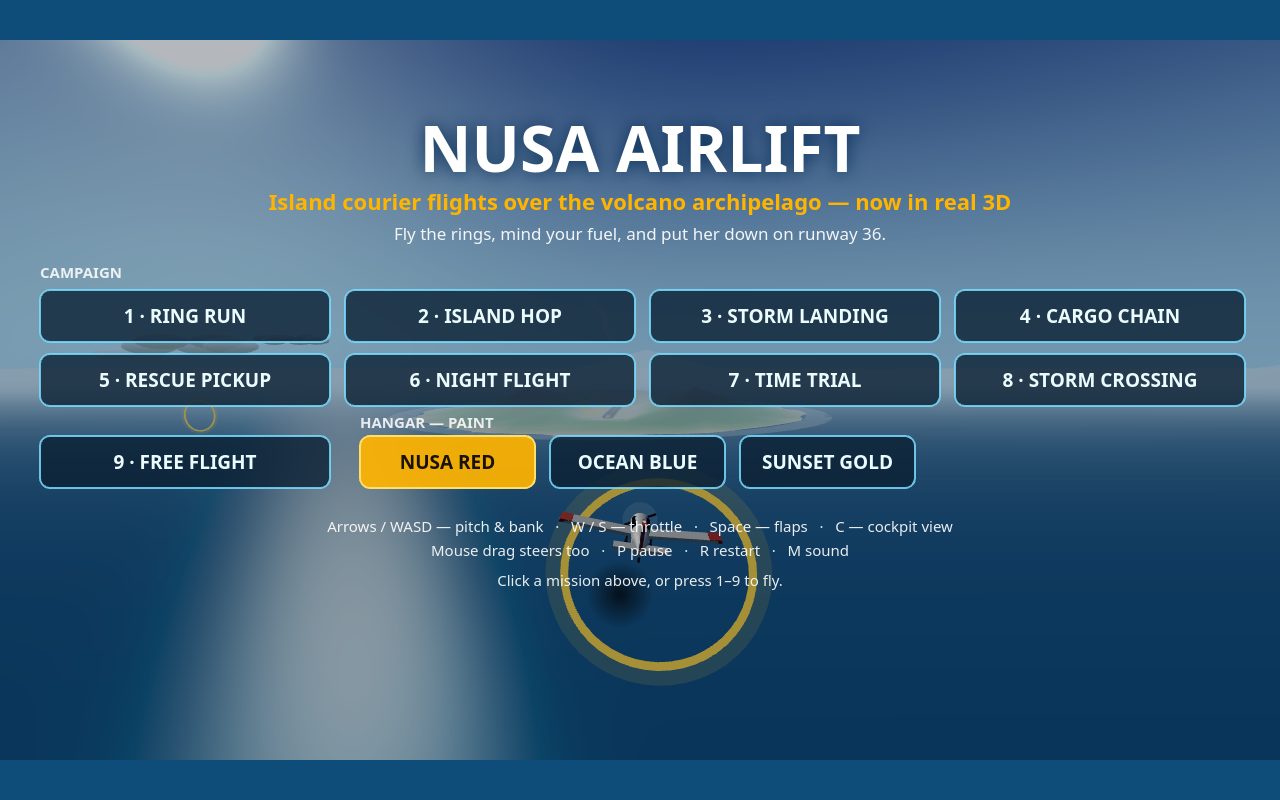 NUSA AIRLIFT
Island courier flights over the volcano archipelago — now in real 3D
Fly the rings, mind your fuel, and put her down on runway 36.
CAMPAIGN
1 · RING RUN
2 · ISLAND HOP
3 · STORM LANDING
4 · CARGO CHAIN
5 · RESCUE PICKUP
6 · NIGHT FLIGHT
7 · TIME TRIAL
8 · STORM CROSSING
HANGAR — PAINT
9 · FREE FLIGHT
NUSA RED
OCEAN BLUE
SUNSET GOLD
Arrows / WASD — pitch & bank · W / S — throttle · Space — flaps · C — cockpit view
Mouse drag steers too · P pause · R restart · M sound
Click a mission above, or press 1–9 to fly.